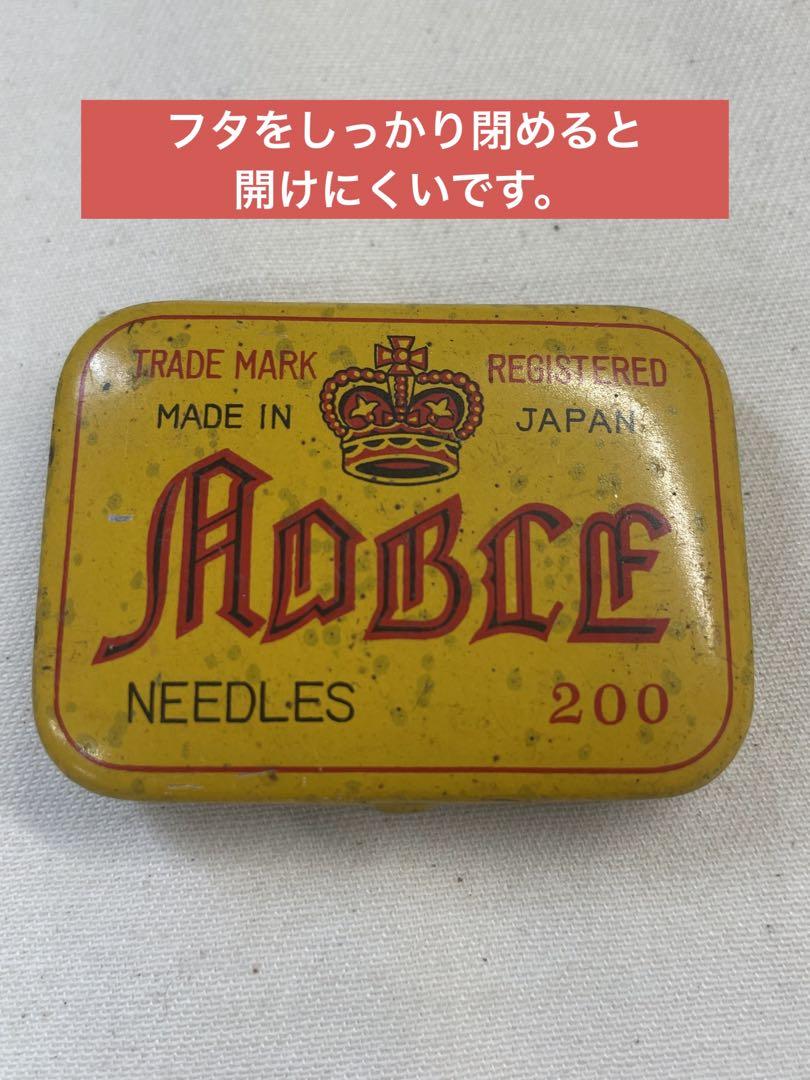 フタをしっかり閉めると
開けにくいです。
TRADE MARK REGISTERED
MADE IN JAPAN
NOBLE
NEEDLES 200